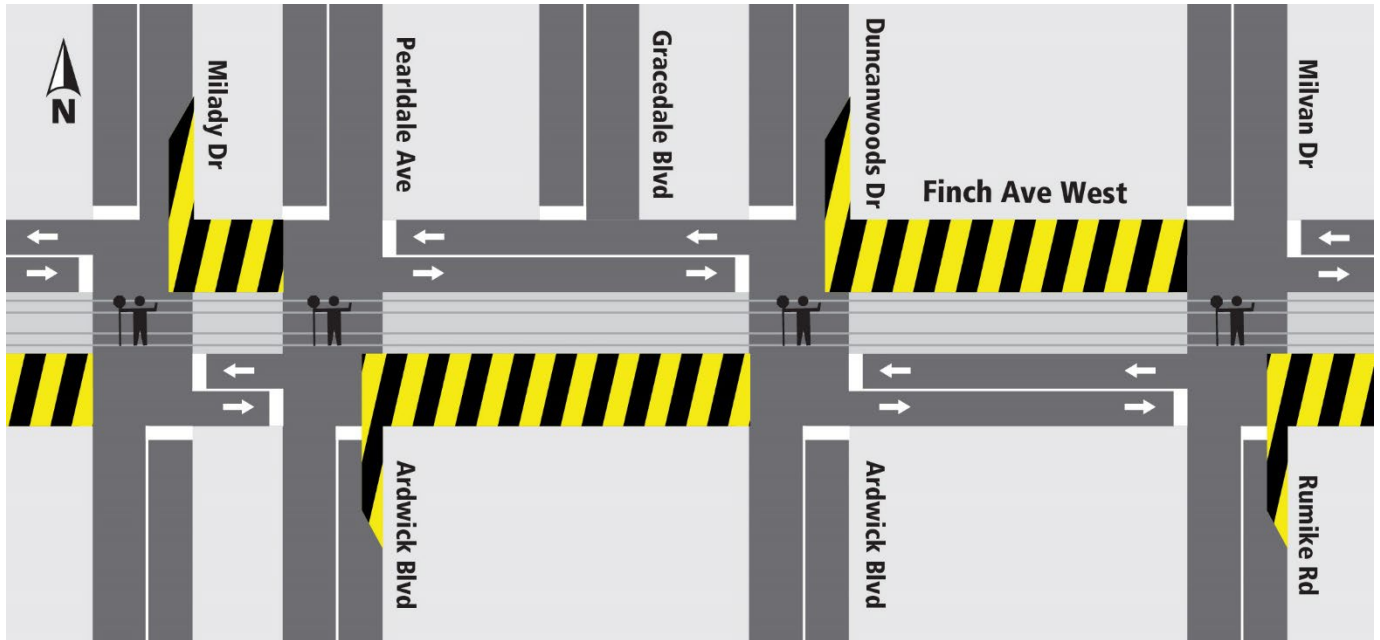 N
Milady Dr
Pearldale Ave
Gracedale Blvd
Duncanwoods Dr
Finch Ave West
Milvan Dr
Ardwick Blvd
Ardwick Blvd
Rumike Rd